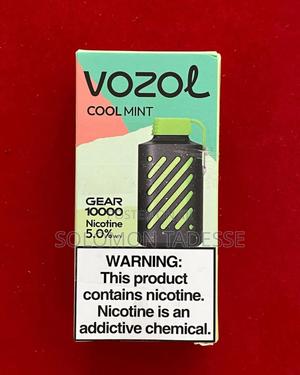 VOZOL
COOL MINT
GEAR
10000
Nicotine
5.0%
SOLOMON TADESSE
WARNING:
This product
contains nicotine.
Nicotine is an
addictive chemical.